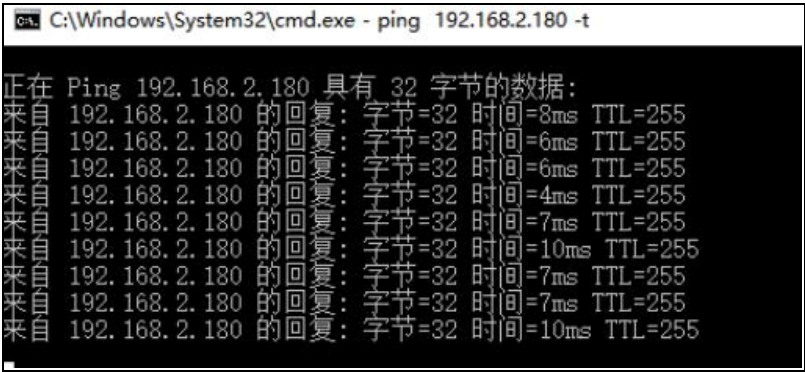 C:\Windows\System32\cmd.exe - ping 192.168.2.180 -t
正在 Ping 192.168.2.180 具有 32 字节的数据:
来自 192.168.2.180 的回复: 字节=32 时间=8ms TTL=255
来自 192.168.2.180 的回复: 字节=32 时间=6ms TTL=255
来自 192.168.2.180 的回复: 字节=32 时间=6ms TTL=255
来自 192.168.2.180 的回复: 字节=32 时间=4ms TTL=255
来自 192.168.2.180 的回复: 字节=32 时间=7ms TTL=255
来自 192.168.2.180 的回复: 字节=32 时间=10ms TTL=255
来自 192.168.2.180 的回复: 字节=32 时间=7ms TTL=255
来自 192.168.2.180 的回复: 字节=32 时间=7ms TTL=255
来自 192.168.2.180 的回复: 字节=32 时间=10ms TTL=255